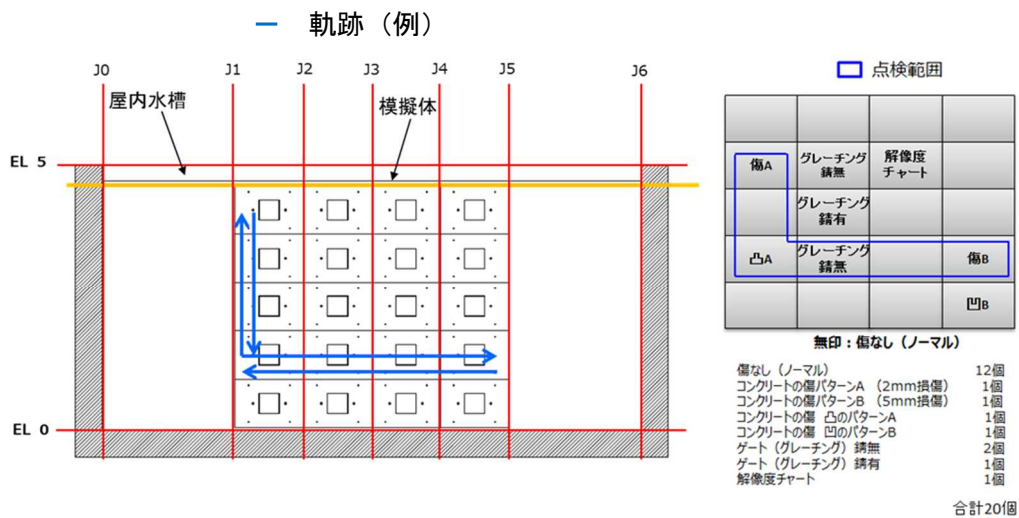 軌跡（例）
J0
J1
J2
J3
J4
J5
J6
屋内水槽
模擬体
EL 5
EL 0
点検範囲
傷A
グレーチング
錆無
解像度
チャート
グレーチング
錆有
凸A
グレーチング
錆無
傷B
凹B
無印：傷なし（ノーマル）
傷なし（ノーマル） 12個
コンクリートの傷パターンA （2mm損傷） 1個
コンクリートの傷パターンB （5mm損傷） 1個
コンクリートの傷 凸のパターンA 1個
コンクリートの傷 凹のパターンB 1個
ゲート（グレーチング）錆無 2個
ゲート（グレーチング）錆有 1個
解像度チャート 1個
合計20個